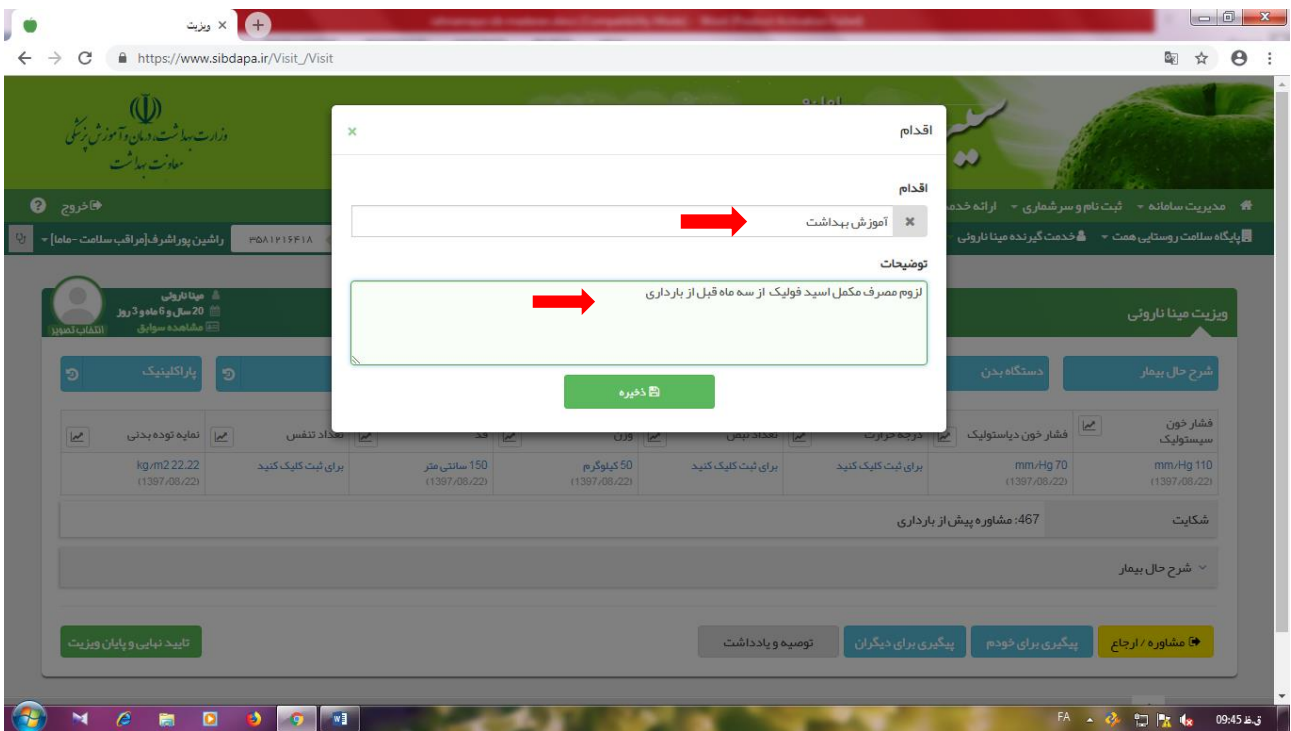 ویزیت
https://www.sibdapa.ir/Visit_/Visit
وزارت بهداشت، درمان و آموزش پزشکی
معاونت بهداشت
خروج
مدیریت سامانه
ثبت نام و سرشماری
ارائه خدمت
پایگاه سلامت روستایی همت
خدمت گیرنده مینا ناروئی
راشین پور اشرف[مراقب سلامت -ماما]
اقدام
اقدام
آموزش بهداشت
توضیحات
لزوم مصرف مکمل اسید فولیک از سه ماه قبل از بارداری
ذخیره
ویزیت مینا ناروئی
مینا ناروئی
20 سال و 6 ماه و 3 روز
مشاهده سوابق
انتخاب تصویر
شرح حال بیمار
دستگاه بدن
پاراکلینیک
فشار خون سیستولیک
فشار خون دیاستولیک
درجه حرارت
تعداد نبض
وزن
قد
تعداد تنفس
نمایه توده بدنی
mm/Hg 110
(1397/08/22)
mm/Hg 70
(1397/08/22)
برای ثبت کلیک کنید
برای ثبت کلیک کنید
50 کیلوگرم
(1397/08/22)
150 سانتی متر
(1397/08/22)
برای ثبت کلیک کنید
kg/m2 22.22
(1397/08/22)
شکایت
467: مشاوره پیش از بارداری
شرح حال بیمار
مشاوره / ارجاع
پیگیری برای خودم
پیگیری برای دیگران
توصیه و یادداشت
تایید نهایی و پایان ویزیت
FA
09:45 ق.ظ